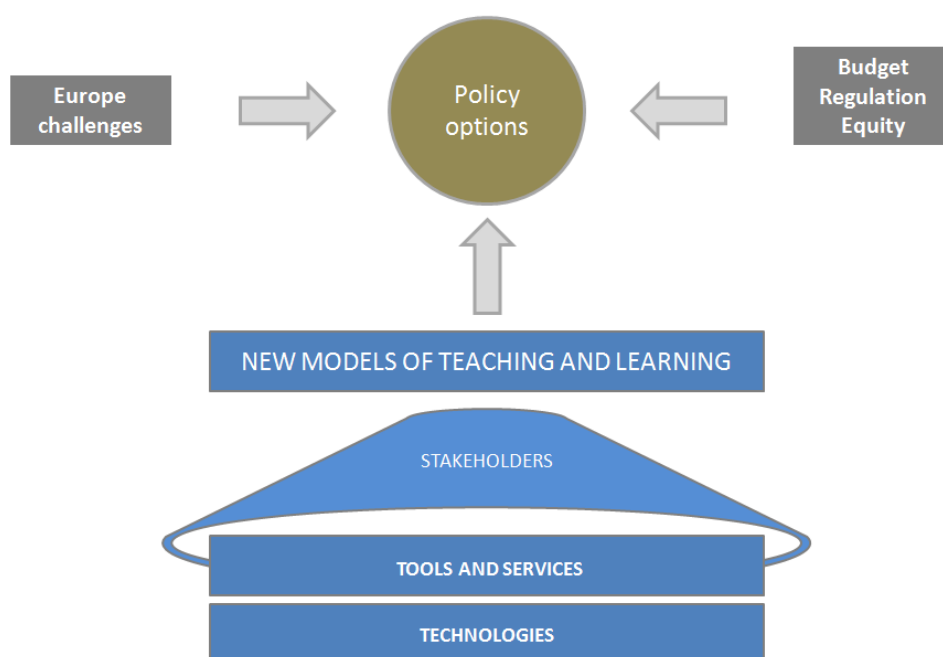 Europe
challenges
Policy
options
Budget
Regulation
Equity
NEW MODELS OF TEACHING AND LEARNING
STAKEHOLDERS
TOOLS AND SERVICES
TECHNOLOGIES